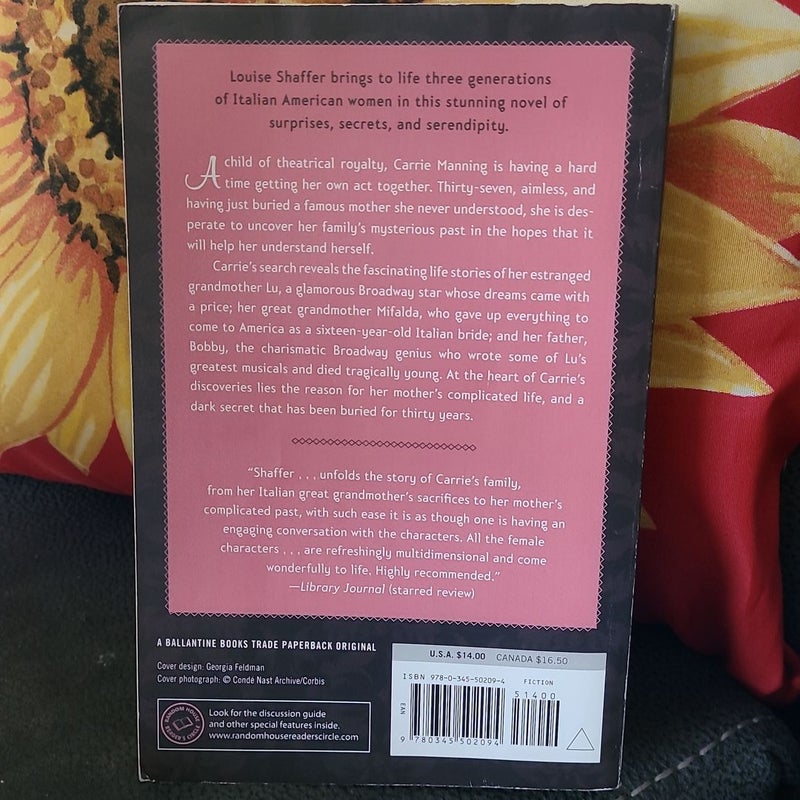 Louise Shaffer brings to life three generations
of Italian American women in this stunning novel of
surprises, secrets, and serendipity.
A child of theatrical royalty, Carrie Manning is having a hard
time getting her own act together. Thirty-seven, aimless, and
having just buried a famous mother she never understood, she is des-
perate to uncover her family's mysterious past in the hopes that it
will help her understand herself.
Carrie's search reveals the fascinating life stories of her estranged
grandmother Lu, a glamorous Broadway star whose dreams came with
a price; her great grandmother Mifalda, who gave up everything to
come to America as a sixteen-year-old Italian bride; and her father,
Bobby, the charismatic Broadway genius who wrote some of Lu's
greatest musicals and died tragically young. At the heart of Carrie's
discoveries lies the reason for her mother's complicated life, and a
dark secret that has been buried for thirty years.
"Shaffer . . . unfolds the story of Carrie's family,
from her Italian great grandmother's sacrifices to her mother's
complicated past, with such ease it is as though one is having an
engaging conversation with the characters. All the female
characters . . . are refreshingly multidimensional and come
wonderfully to life. Highly recommended."
—Library Journal (starred review)
A BALLANTINE BOOKS TRADE PAPERBACK ORIGINAL
Cover design: Georgia Feldman
Cover photograph: © Condé Nast Archive/Corbis
RANDOM HOUSE READER'S CIRCLE
Look for the discussion guide
and other special features inside.
www.randomhousereaderscircle.com
U.S.A. $14.00 CANADA $16.50
ISBN 978-0-345-50209-4 FICTION
51400
EAN
9 780345 502094